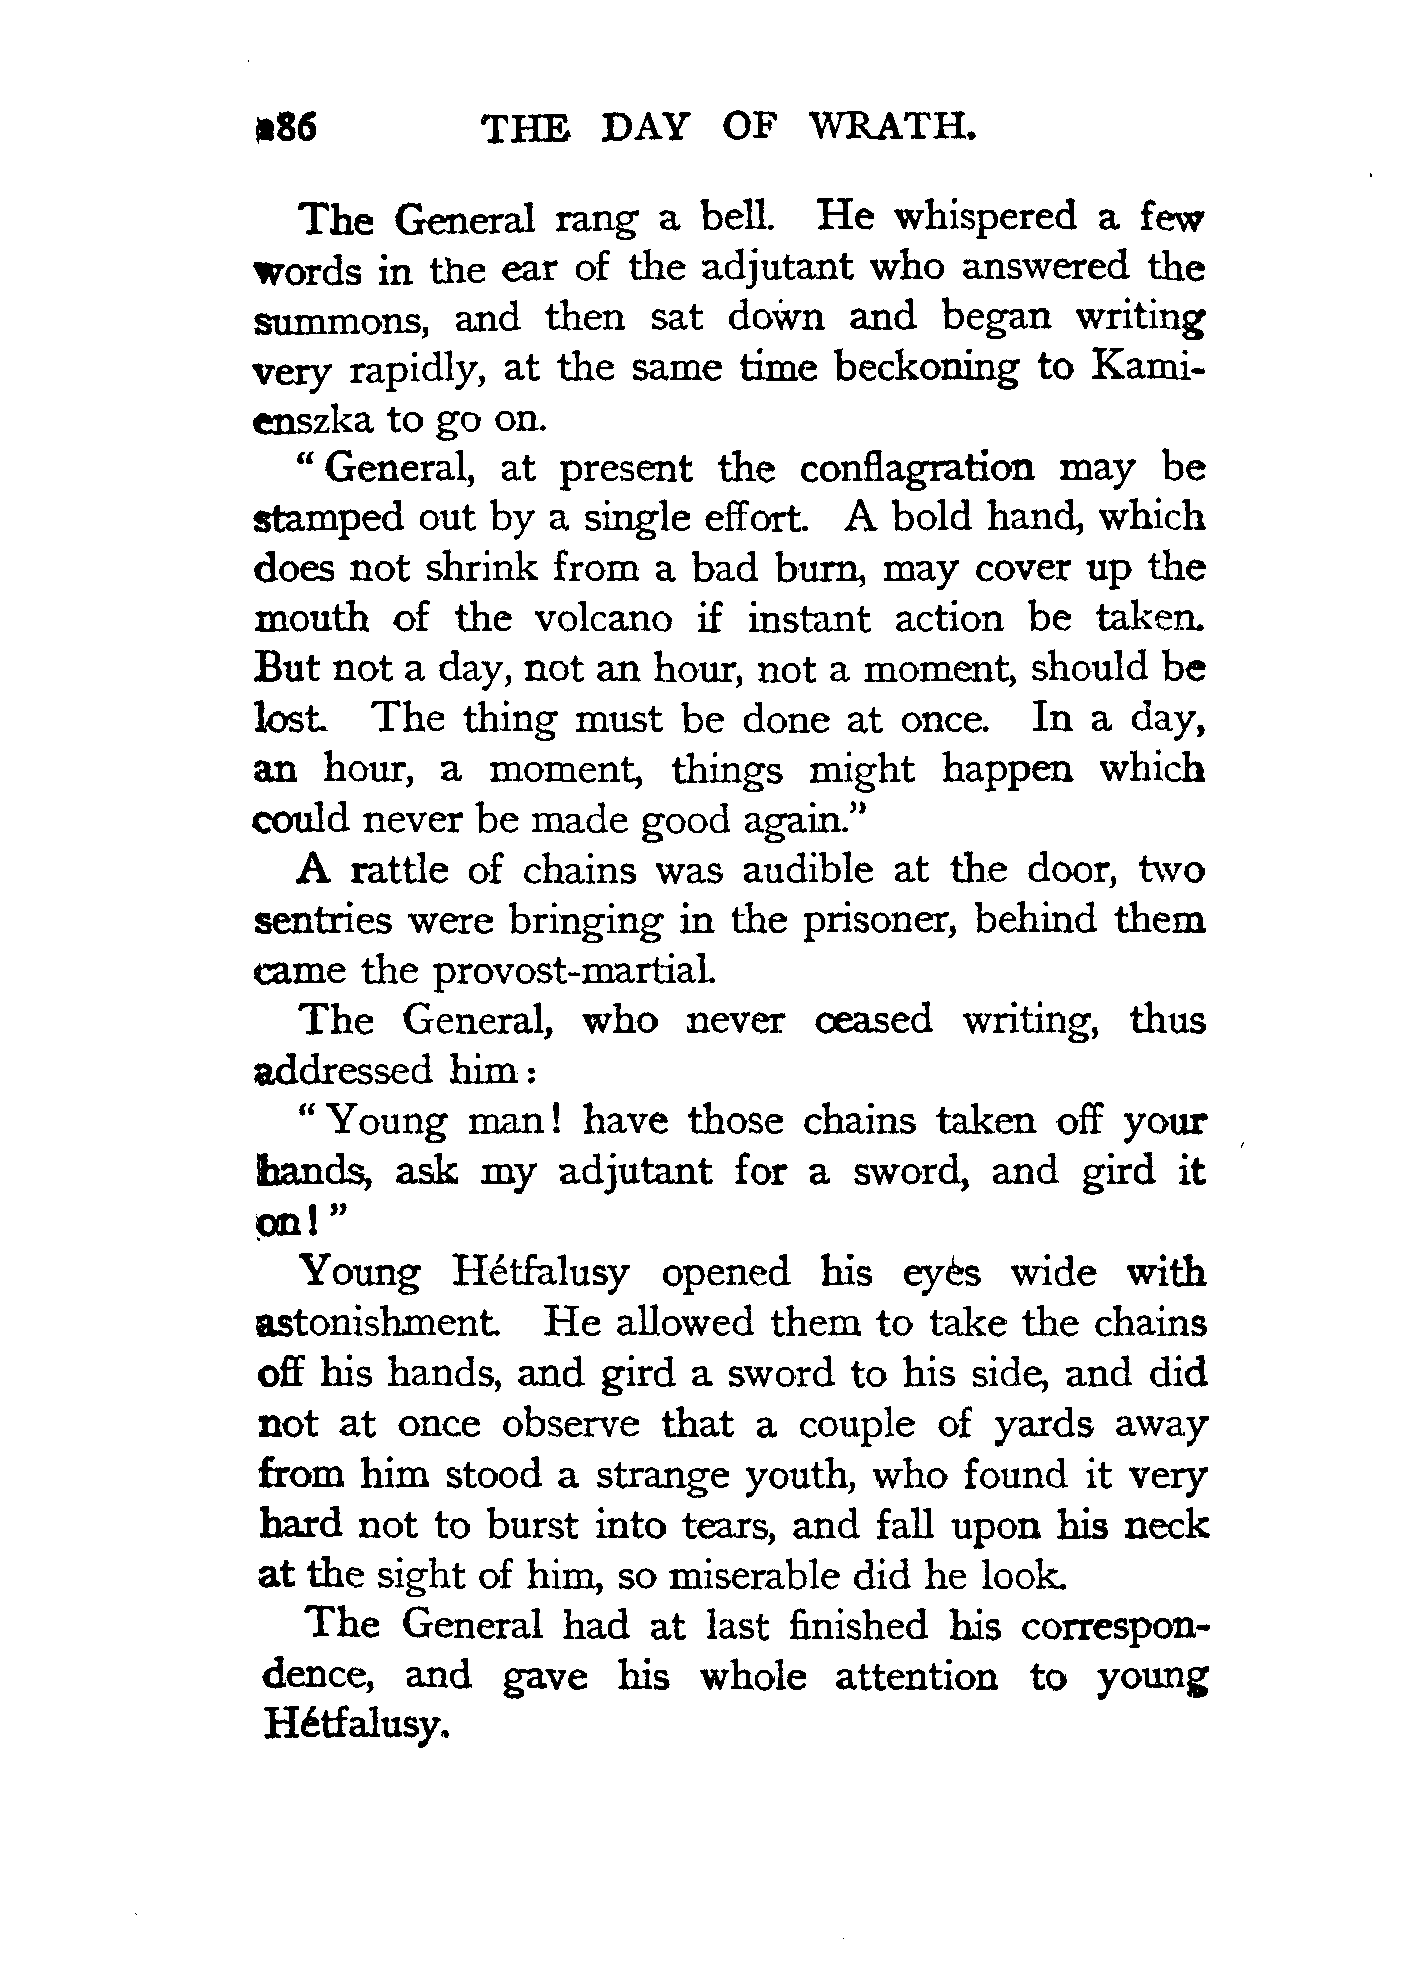 286 THE DAY OF WRATH.
The General rang a bell. He whispered a few
words in the ear of the adjutant who answered the
summons, and then sat down and began writing
very rapidly, at the same time beckoning to Kami-
enszka to go on.
“ General, at present the conflagration may be
stamped out by a single effort. A bold hand, which
does not shrink from a bad burn, may cover up the
mouth of the volcano if instant action be taken.
But not a day, not an hour, not a moment, should be
lost. The thing must be done at once. In a day,
an hour, a moment, things might happen which
could never be made good again.”
A rattle of chains was audible at the door, two
sentries were bringing in the prisoner, behind them
came the provost-martial.
The General, who never ceased writing, thus
addressed him :
“ Young man ! have those chains taken off your
hands, ask my adjutant for a sword, and gird it
on ! ”
Young Hétfalusy opened his eyes wide with
astonishment. He allowed them to take the chains
off his hands, and gird a sword to his side, and did
not at once observe that a couple of yards away
from him stood a strange youth, who found it very
hard not to burst into tears, and fall upon his neck
at the sight of him, so miserable did he look.
The General had at last finished his correspon-
dence, and gave his whole attention to young
Hétfalusy.